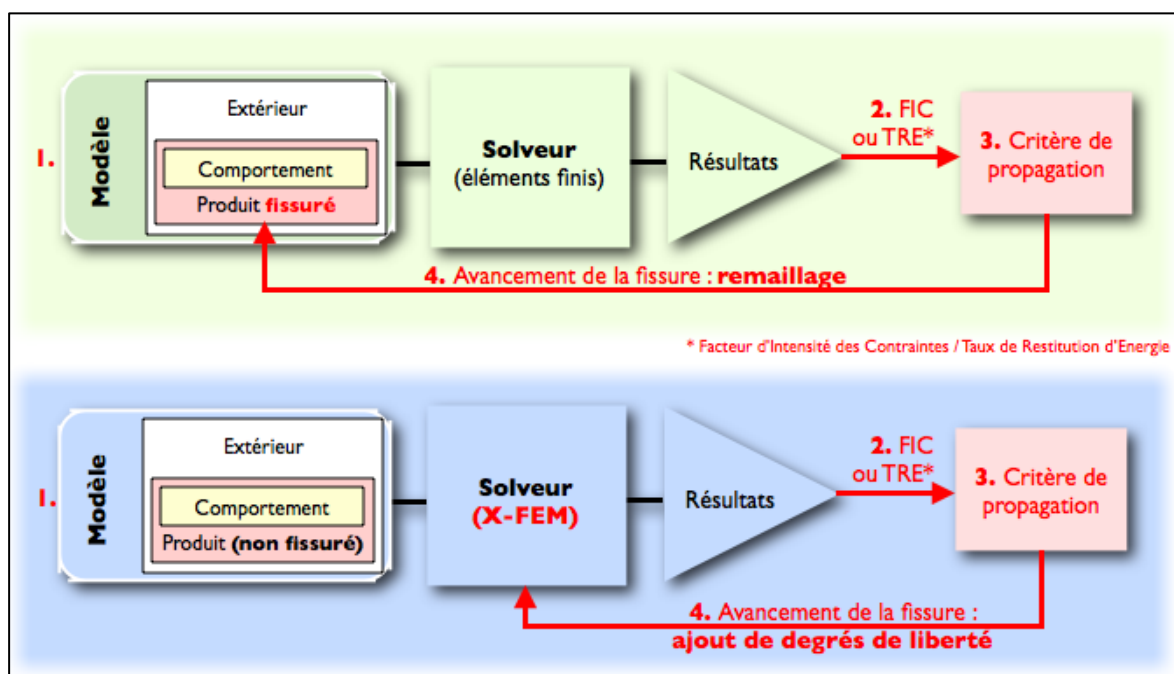 1.
Modèle
Extérieur
Comportement
Produit fissuré
Solveur
(éléments finis)
Résultats
2. FIC
ou TRE*
3. Critère de
propagation
4. Avancement de la fissure : remaillage
* Facteur d'Intensité des Contraintes / Taux de Restitution d'Energie
1.
Modèle
Extérieur
Comportement
Produit (non fissuré)
Solveur
(X-FEM)
Résultats
2. FIC
ou TRE*
3. Critère de
propagation
4. Avancement de la fissure :
ajout de degrés de liberté